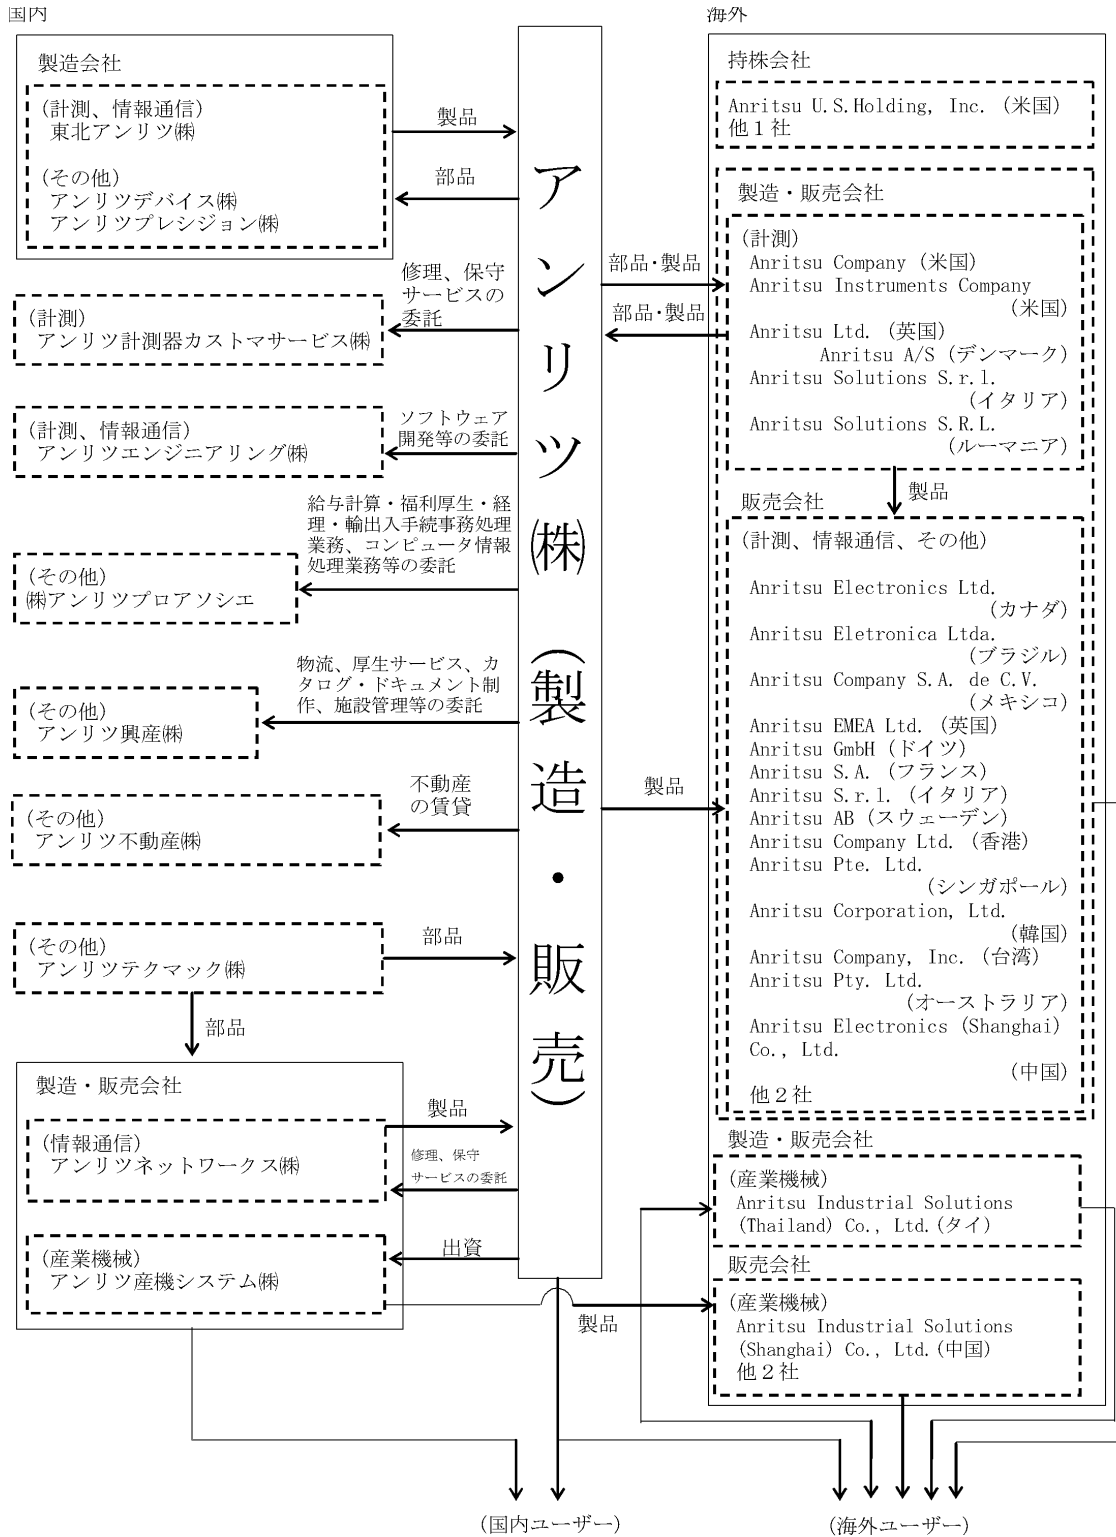 国内
製造会社
(計測、情報通信)
東北アンリツ㈱
(その他)
アンリツデバイス㈱
アンリツプレシジョン㈱
製品
部品
修理、保守
サービスの
委託
(計測)
アンリツ計測器カストマサービス㈱
ソフトウェア
開発等の委託
(計測、情報通信)
アンリツエンジニアリング㈱
給与計算・福利厚生・経
理・輸出入手続事務処理
業務、コンピュータ情報
処理業務等の委託
(その他)
㈱アンリツプロアソシエ
物流、厚生サービス、カ
タログ・ドキュメント制
作、施設管理等の委託
(その他)
アンリツ興産㈱
不動産
の賃貸
(その他)
アンリツ不動産㈱
(その他)
アンリツテクマック㈱
部品
部品
製造・販売会社
(情報通信)
アンリツネットワークス㈱
製品
修理、保守
サービスの委託
(産業機械)
アンリツ産機システム㈱
出資
アンリツ㈱(製造・販売)
部品・製品
部品・製品
製品
製品
海外
持株会社
Anritsu U.S.Holding, Inc. (米国)
他1社
製造・販売会社
(計測)
Anritsu Company (米国)
Anritsu Instruments Company
(米国)
Anritsu Ltd. (英国)
Anritsu A/S (デンマーク)
Anritsu Solutions S.r.l.
(イタリア)
Anritsu Solutions S.R.L.
(ルーマニア)
製品
販売会社
(計測、情報通信、その他)
Anritsu Electronics Ltd.
(カナダ)
Anritsu Eletronica Ltda.
(ブラジル)
Anritsu Company S.A. de C.V.
(メキシコ)
Anritsu EMEA Ltd. (英国)
Anritsu GmbH (ドイツ)
Anritsu S.A. (フランス)
Anritsu S.r.l. (イタリア)
Anritsu AB (スウェーデン)
Anritsu Company Ltd. (香港)
Anritsu Pte. Ltd.
(シンガポール)
Anritsu Corporation, Ltd.
(韓国)
Anritsu Company, Inc. (台湾)
Anritsu Pty. Ltd.
(オーストラリア)
Anritsu Electronics (Shanghai)
Co., Ltd.
(中国)
他2社
製造・販売会社
(産業機械)
Anritsu Industrial Solutions
(Thailand) Co., Ltd.(タイ)
販売会社
(産業機械)
Anritsu Industrial Solutions
(Shanghai) Co., Ltd.(中国)
他2社
(国内ユーザー)
(海外ユーザー)